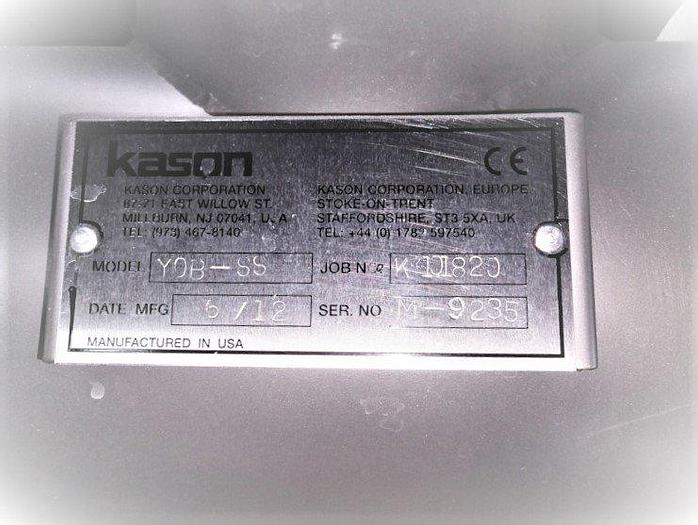 kason CE
KASON CORPORATION
67-71 EAST WILLOW ST.
MILLBURN, NJ 07041, U.S.A
TEL: (973) 467-8140
KASON CORPORATION, EUROPE
STOKE-ON-TRENT
STAFFORDSHIRE, ST3 5XA, UK
TEL: +44 (0) 1782 597540
MODEL YOB-SS JOB No
DATE MFG 6/12 SER. NO M-9235
MANUFACTURED IN USA